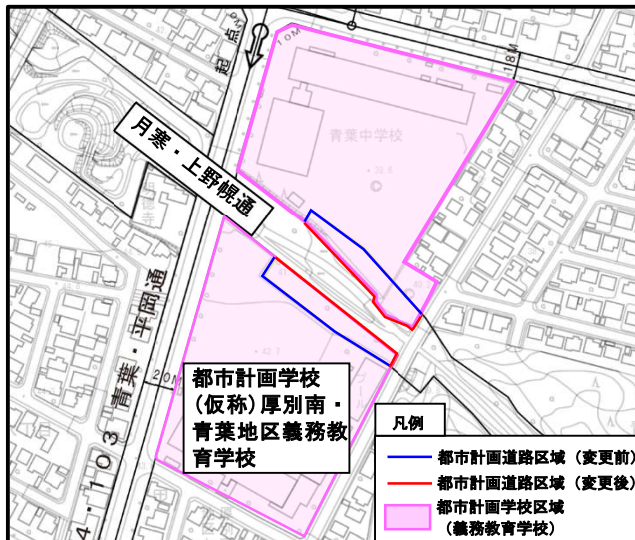 起点
10M
18M
青葉中学校
月寒・上野幌通
20M
4・103 青葉・平岡通
都市計画学校
(仮称)厚別南・
青葉地区義務教
育学校
凡例
都市計画道路区域(変更前)
都市計画道路区域(変更後)
都市計画学校区域
(義務教育学校)